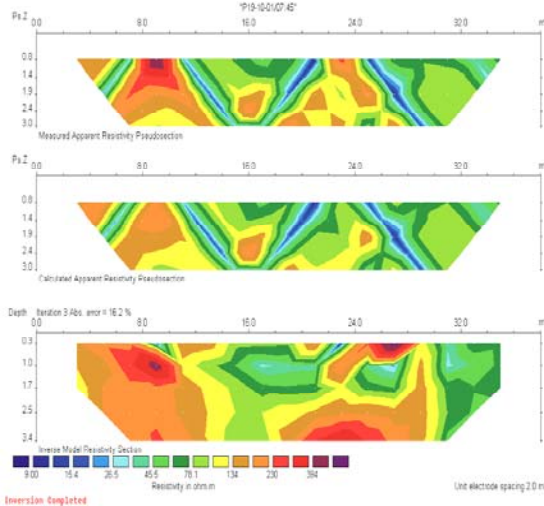 "P19-10-01/07:45"
Ps.Z 0.0 8.0 16.0 24.0 32.0 m
0.8
1.4
1.9
2.4
3.0
Measured Apparent Resistivity Pseudosection
Ps.Z 0.0 8.0 16.0 24.0 32.0 m
0.8
1.4
1.9
2.4
3.0
Calculated Apparent Resistivity Pseudosection
Depth Iteration 3 Abs. error = 16.2 %
0.0 8.0 16.0 24.0 32.0 m
0.3
1.0
1.7
2.5
3.4
Inverse Model Resistivity Section
9.00 15.4 26.5 45.5 78.1 134 230 394
Resistivity in ohm.m Unit electrode spacing 2.0 m
Inversion Completed